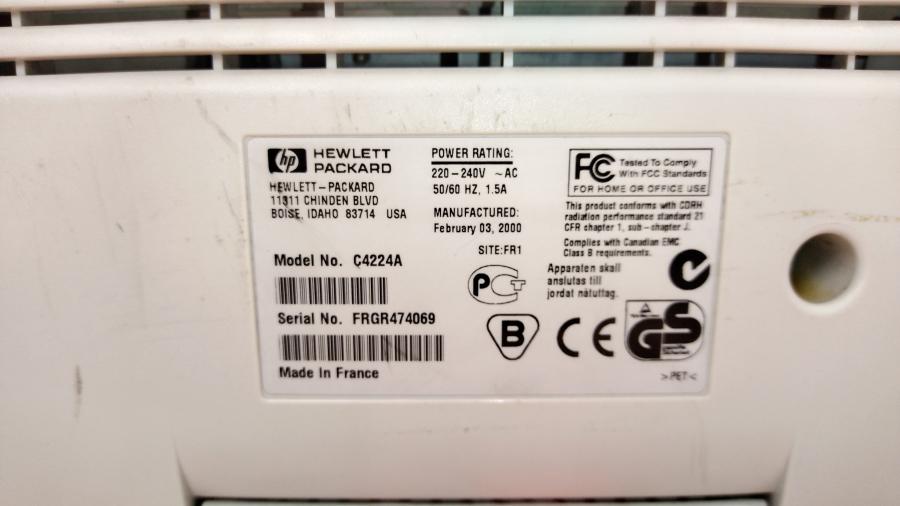 hp HEWLETT
PACKARD
HEWLETT-PACKARD
11311 CHINDEN BLVD
BOISE, IDAHO 83714 USA
POWER RATING:
220-240V ~AC
50/60 HZ, 1.5A
MANUFACTURED:
February 03, 2000
SITE:FR1
FC Tested To Comply
With FCC Standards
FOR HOME OR OFFICE USE
This product conforms with CDRH
radiation performance standard 21
CFR chapter 1, sub-chapter J.
Complies with Canadian EMC
Class B requirements.
Apparaten skall
anslutas till
jordat nätuttag.
Model No. C4224A
Serial No. FRGR474069
Made In France
PCT
B
CE
GS
>PET<